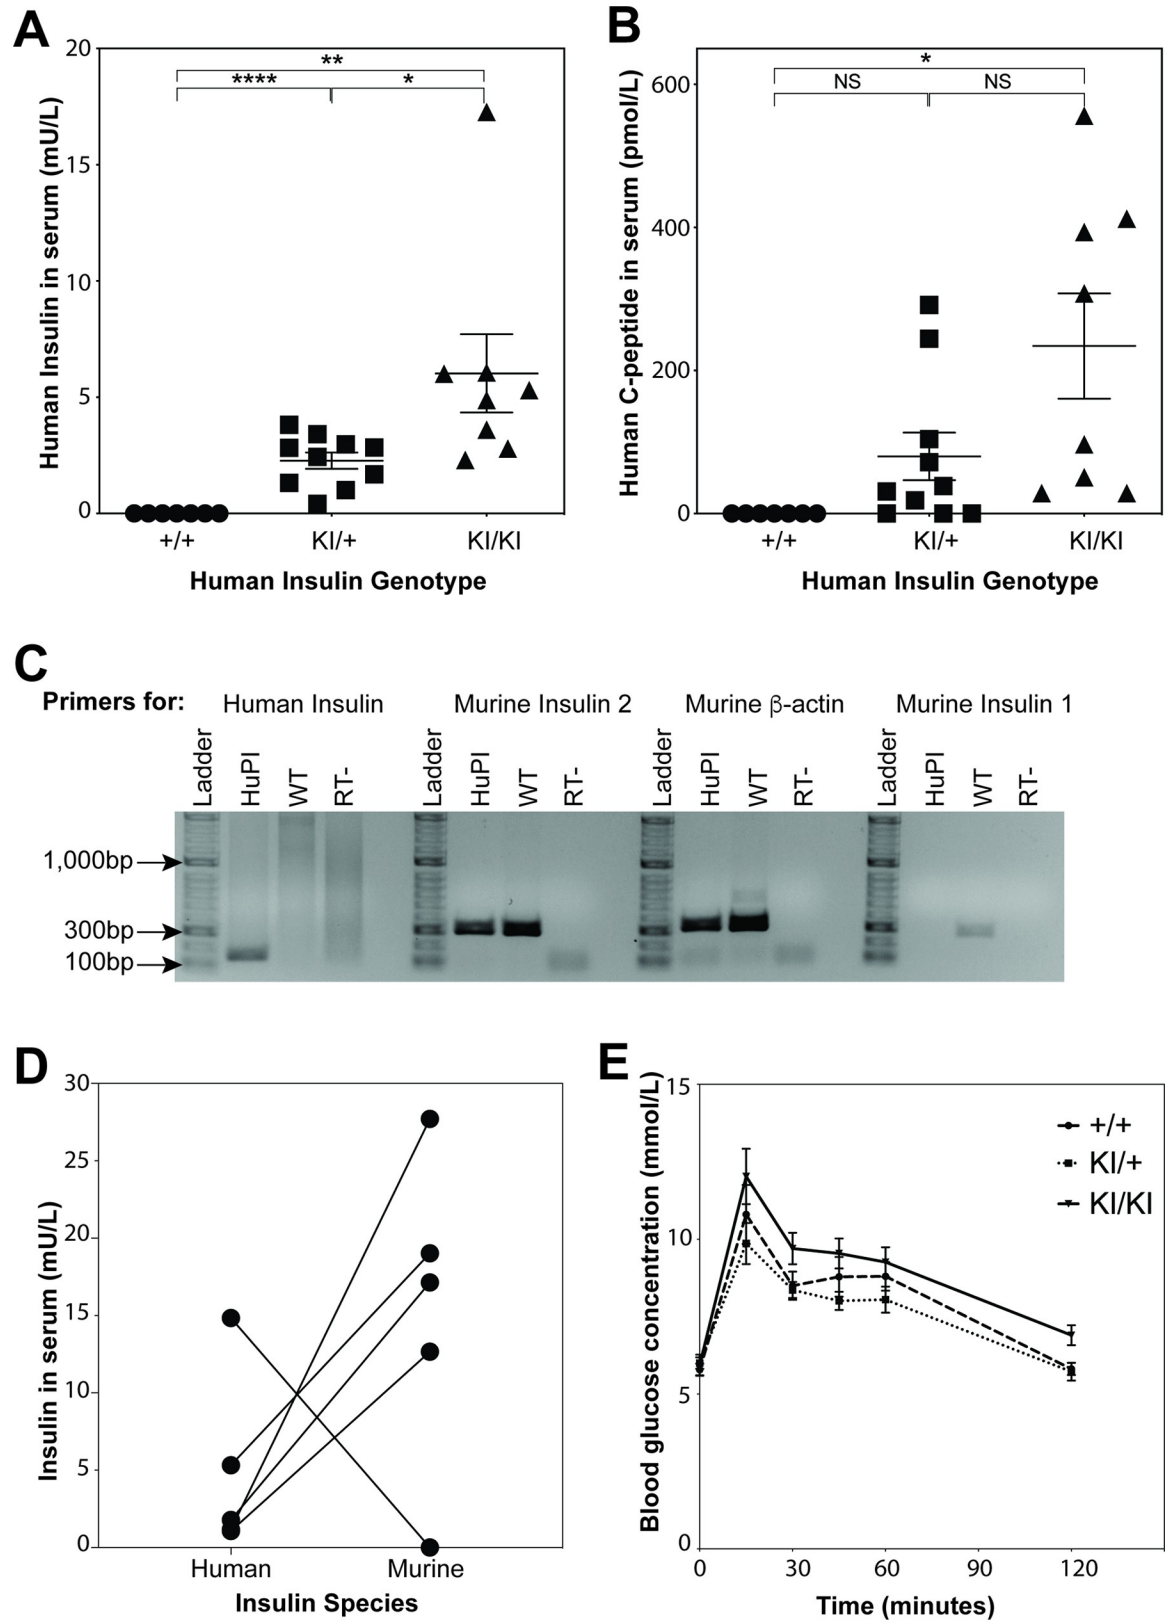 A
Human Insulin in serum (mU/L)
20
15
10
5
0
**
**** *
+/+ KI/+ KI/KI
Human Insulin Genotype
B
Human C-peptide in serum (pmol/L)
600
400
200
0
*
NS NS
+/+ KI/+ KI/KI
Human Insulin Genotype
C
Primers for: Human Insulin Murine Insulin 2 Murine β-actin Murine Insulin 1
Ladder HuPI WT RT- Ladder HuPI WT RT- Ladder HuPI WT RT- Ladder HuPI WT RT-
1,000bp
300bp
100bp
D
Insulin in serum (mU/L)
30
25
20
15
10
5
0
Human Murine
Insulin Species
E
Blood glucose concentration (mmol/L)
15
10
5
0
+/+
KI/+
KI/KI
0 30 60 90 120
Time (minutes)